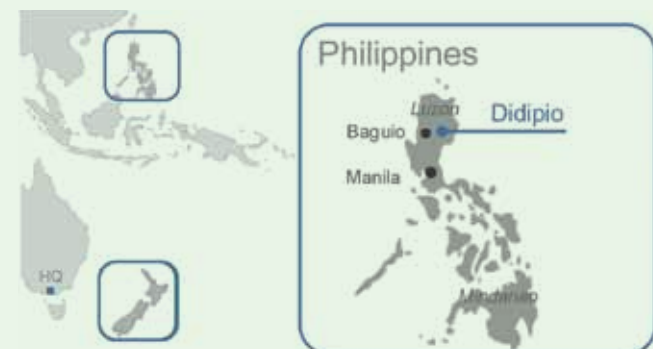 Philippines
Luzon
Didipio
Baguio
Manila
HQ
Mindanao